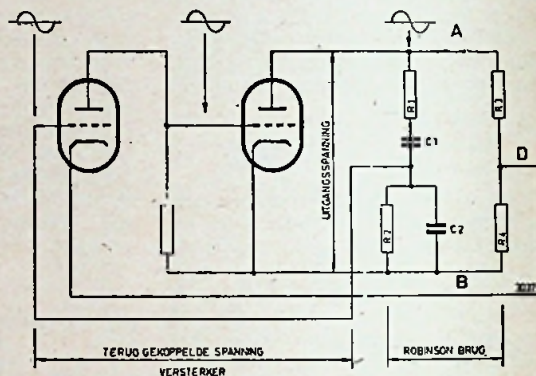 A
R1
R3
C1
D
UITGANGSSPANNING
R2
C2
R4
B
TERUG GEKOPPELDE SPANNING
VERSTERKER
ROBINSON BRUG